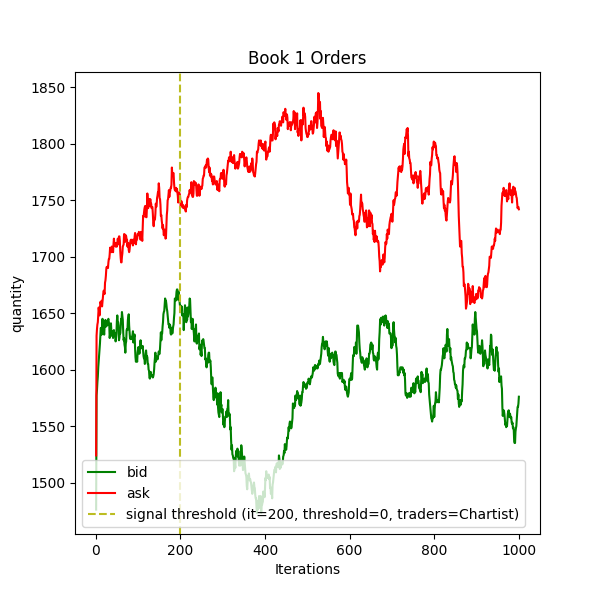 Book 1 Orders
1850
1800
1750
1700
1650
1600
1550
1500
quantity
bid
ask
signal threshold (it=200, threshold=0, traders=Chartist)
0 200 400 600 800 1000
Iterations